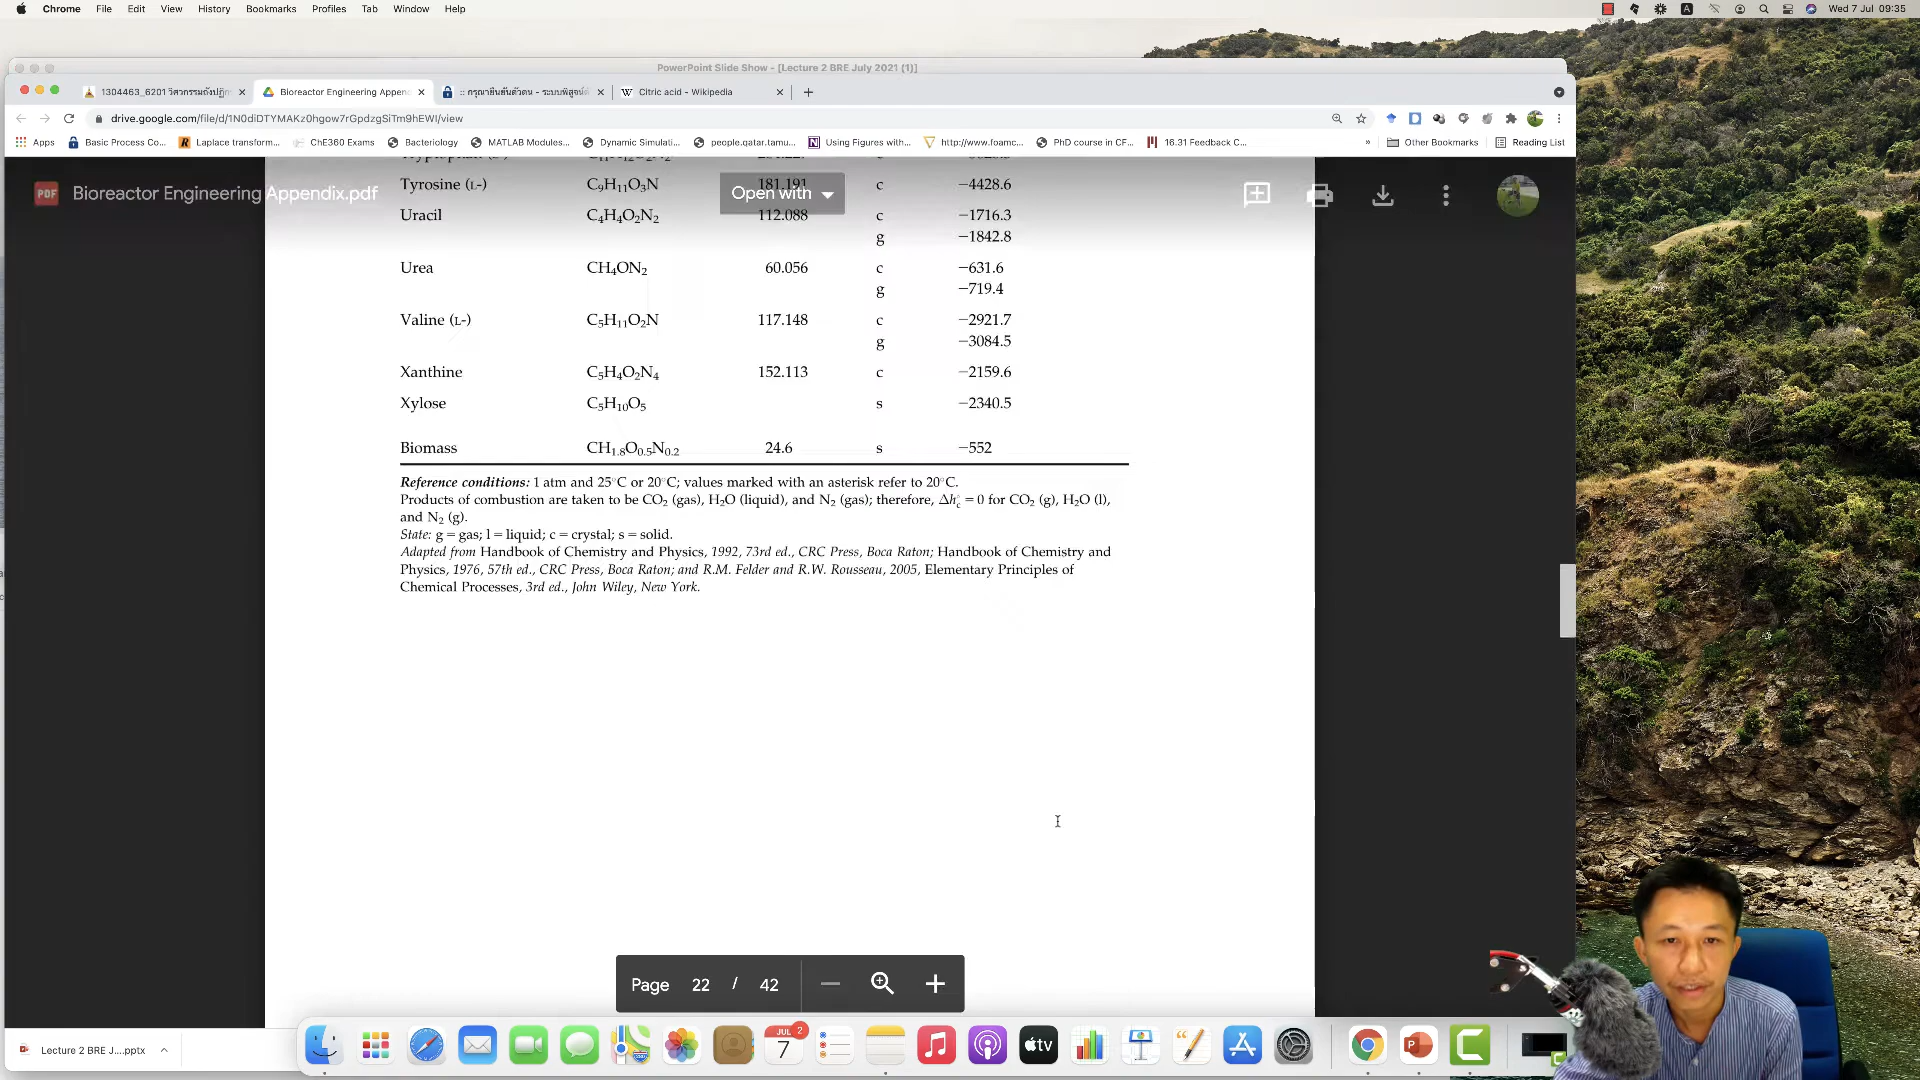 Chrome File Edit View History Bookmarks Profiles Tab Window Help
Wed 7 Jul 09:35
PowerPoint Slide Show - [Lecture 2 BRE July 2021 (1)]
Bioreactor Engineering Appen
Citric acid - Wikipedia
drive.google.com/file/d/1N0diDTYMAKz0hgow7rGpdzgSiTm9hEWI/view
Apps Basic Process Co... Laplace transform... ChE360 Exams Bacteriology MATLAB Modules... Dynamic Simulati... people.qatar.tamu... Using Figures with... http://www.foamc... PhD course in CF... 16.31 Feedback C... » Other Bookmarks Reading List
PDF Bioreactor Engineering Appendix.pdf
Open with
Tyrosine (L-) C9H11O3N 181.191 c −4428.6
Uracil C4H4O2N2 112.088 c −1716.3
g −1842.8
Urea CH4ON2 60.056 c −631.6
g −719.4
Valine (L-) C5H11O2N 117.148 c −2921.7
g −3084.5
Xanthine C5H4O2N4 152.113 c −2159.6
Xylose C5H10O5 s −2340.5
Biomass CH1.8O0.5N0.2 24.6 s −552
Reference conditions: 1 atm and 25°C or 20°C; values marked with an asterisk refer to 20°C.
Products of combustion are taken to be CO2 (gas), H2O (liquid), and N2 (gas); therefore, Δh°c = 0 for CO2 (g), H2O (l),
and N2 (g).
State: g = gas; l = liquid; c = crystal; s = solid.
Adapted from Handbook of Chemistry and Physics, 1992, 73rd ed., CRC Press, Boca Raton; Handbook of Chemistry and
Physics, 1976, 57th ed., CRC Press, Boca Raton; and R.M. Felder and R.W. Rousseau, 2005, Elementary Principles of
Chemical Processes, 3rd ed., John Wiley, New York.
Page 22 / 42
Lecture 2 BRE J....pptx
JUL 2
7
tv